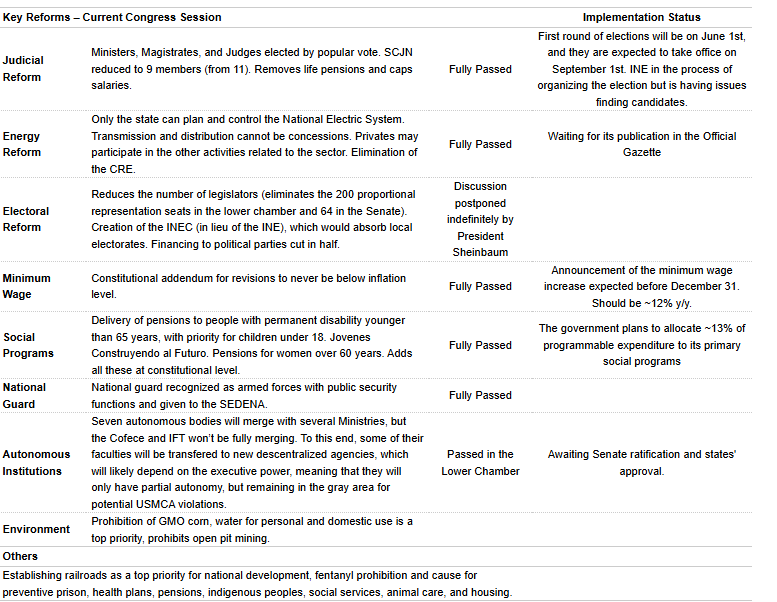 Key Reforms – Current Congress Session
Implementation Status
Judicial
Reform
Ministers, Magistrates, and Judges elected by popular vote. SCJN
reduced to 9 members (from 11). Removes life pensions and caps
salaries.
Fully Passed
First round of elections will be on June 1st,
and they are expected to take office on
September 1st. INE in the process of
organizing the election but is having issues
finding candidates.
Energy
Reform
Only the state can plan and control the National Electric System.
Transmission and distribution cannot be concessions. Privates may
participate in the other activities related to the sector. Elimination of
the CRE.
Fully Passed
Waiting for its publication in the Official
Gazette
Electoral
Reform
Reduces the number of legislators (eliminates the 200 proportional
representation seats in the lower chamber and 64 in the Senate).
Creation of the INEC (in lieu of the INE), which would absorb local
electorates. Financing to political parties cut in half.
Discussion
postponed
indefinitely by
President
Sheinbaum
Minimum
Wage
Constitutional addendum for revisions to never be below inflation
level.
Fully Passed
Announcement of the minimum wage
increase expected before December 31.
Should be ~12% y/y.
Social
Programs
Delivery of pensions to people with permanent disability younger
than 65 years, with priority for children under 18. Jovenes
Construyendo al Futuro. Pensions for women over 60 years. Adds
all these at constitutional level.
Fully Passed
The government plans to allocate ~13% of
programmable expenditure to its primary
social programs
National
Guard
National guard recognized as armed forces with public security
functions and given to the SEDENA.
Fully Passed
Autonomous
Institutions
Seven autonomous bodies will merge with several Ministries, but
the Cofece and IFT won't be fully merging. To this end, some of their
faculties will be transfered to new descentralized agencies, which
will likely depend on the executive power, meaning that they will
only have partial autonomy, but remaining in the gray area for
potential USMCA violations.
Passed in the
Lower Chamber
Awaiting Senate ratification and states'
approval.
Environment
Prohibition of GMO corn, water for personal and domestic use is a
top priority, prohibits open pit mining.
Others
Establishing railroads as a top priority for national development, fentanyl prohibition and cause for
preventive prison, health plans, pensions, indigenous peoples, social services, animal care, and housing.